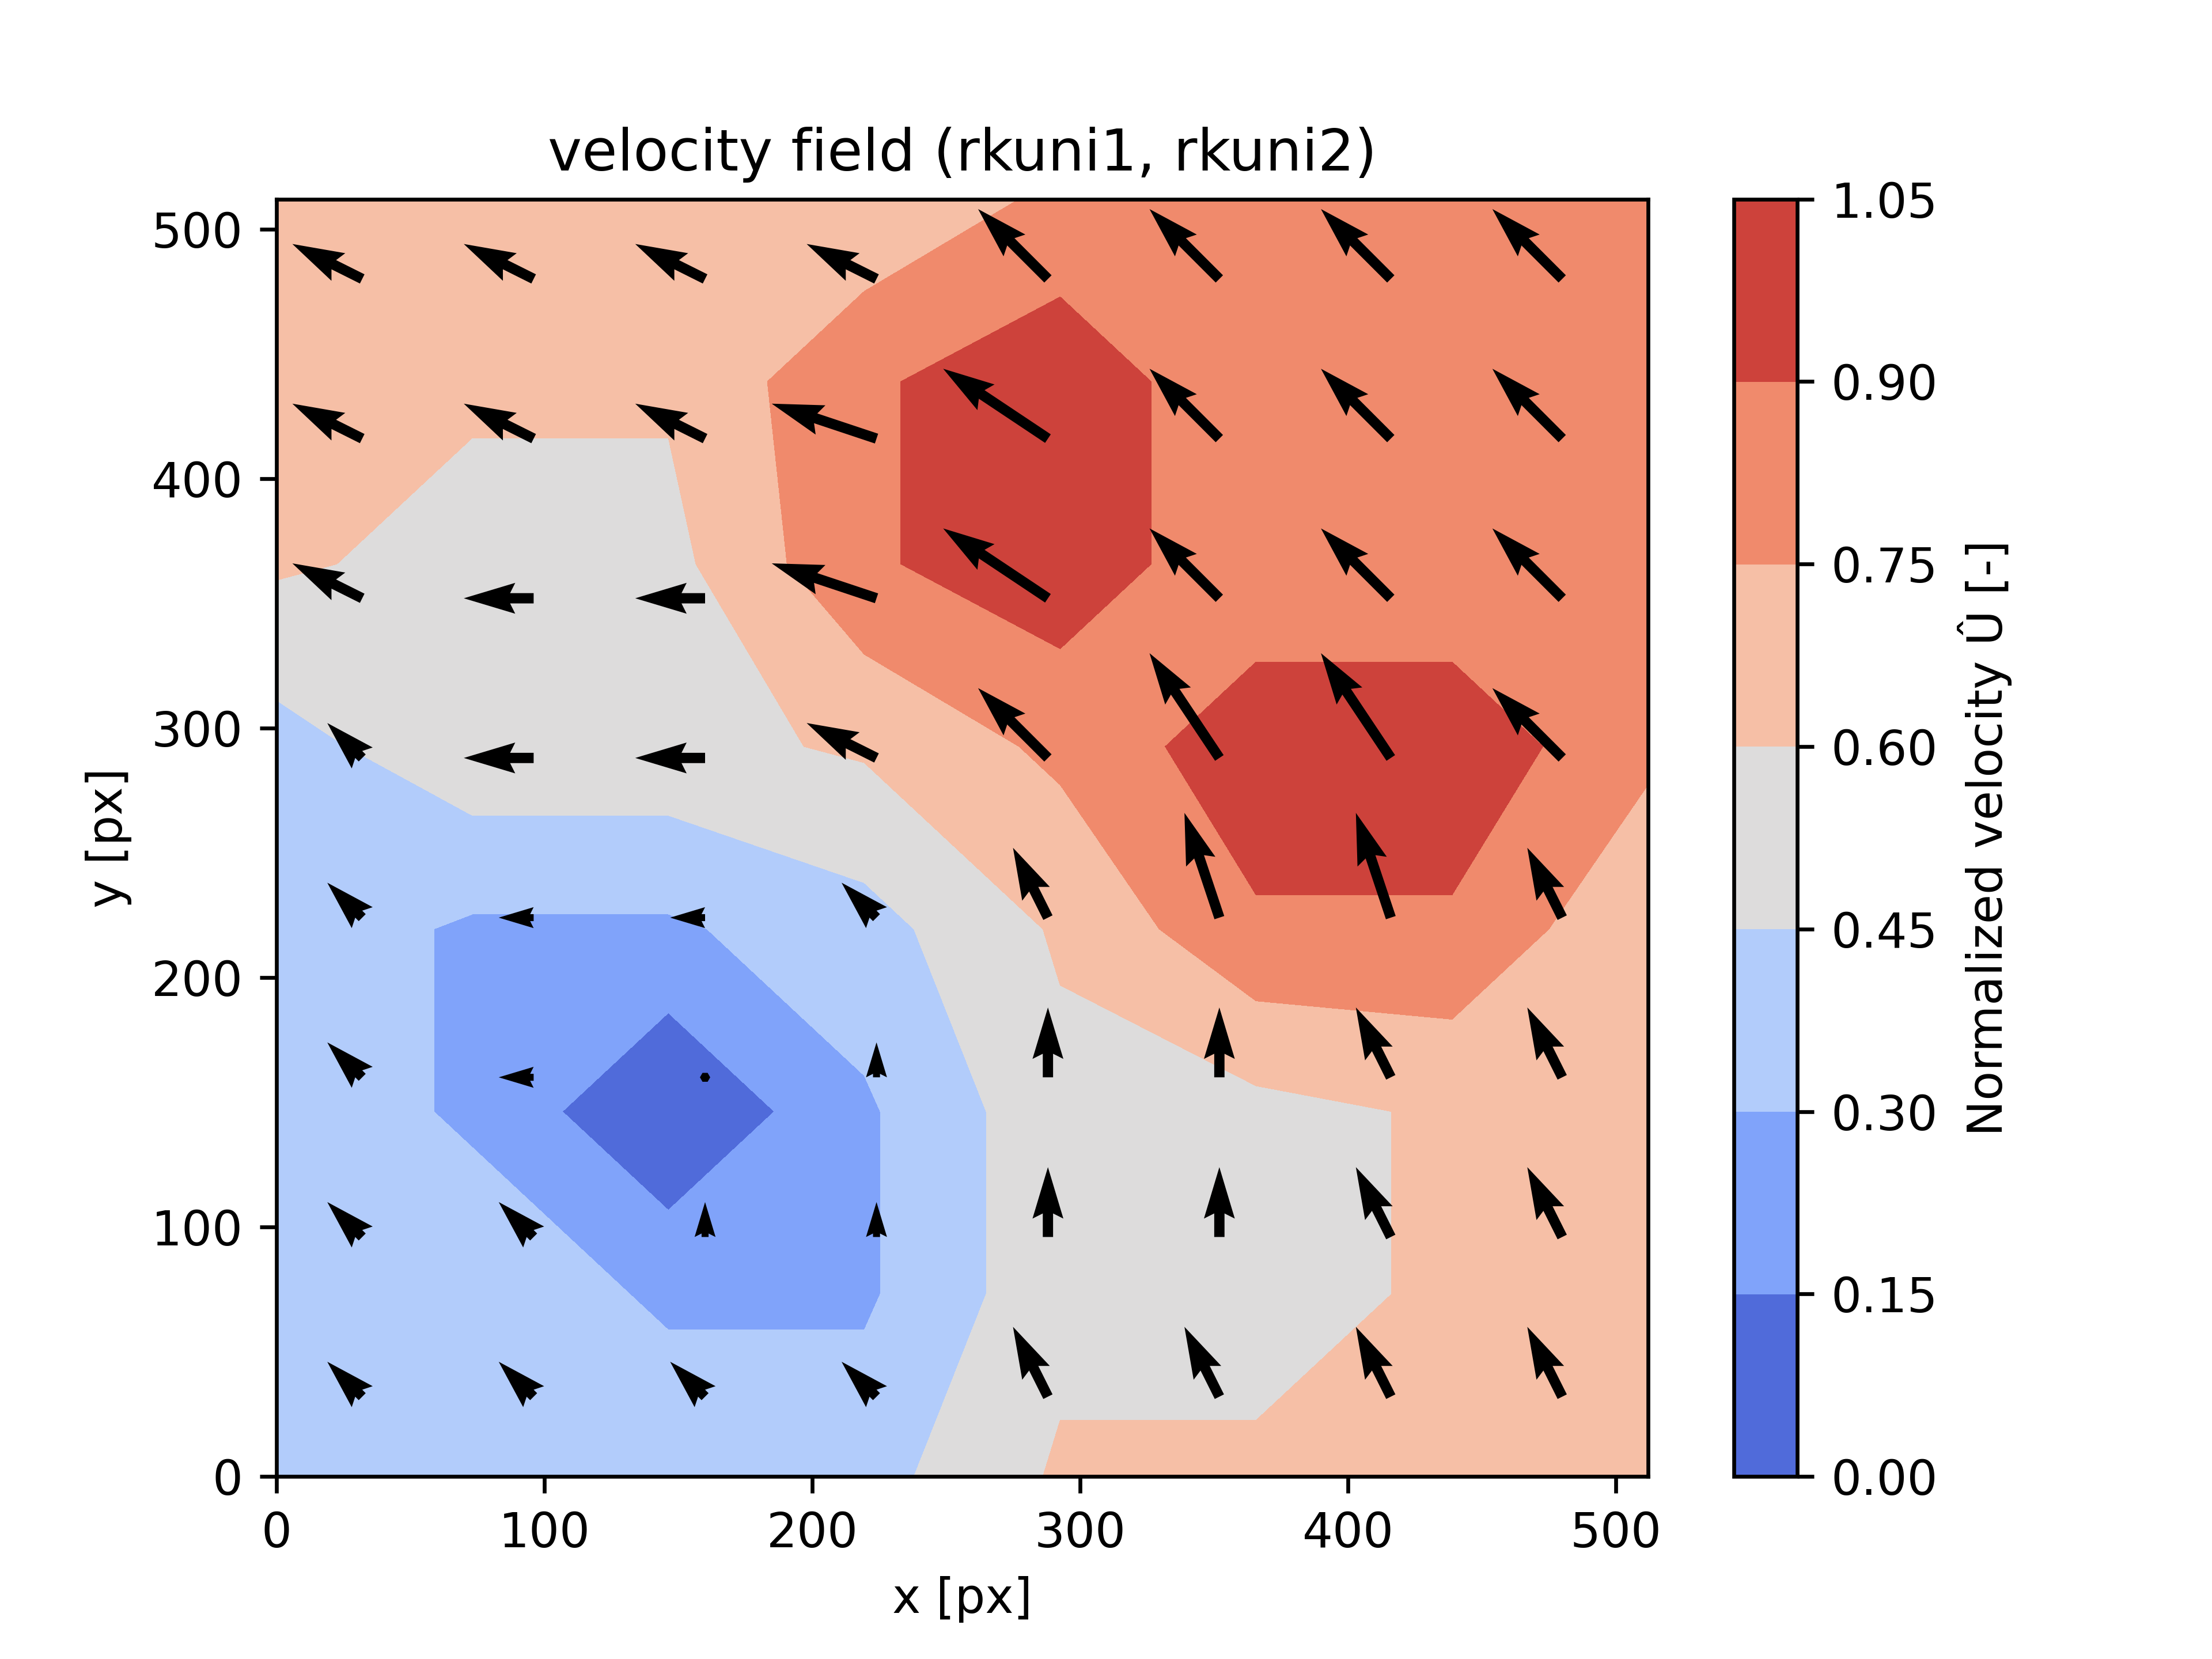 velocity field (rkuni1, rkuni2)
500
400
300
200
100
0
y [px]
0 100 200 300 400 500
x [px]
1.05
0.90
0.75
0.60
0.45
0.30
0.15
0.00
Normalized velocity Û [-]